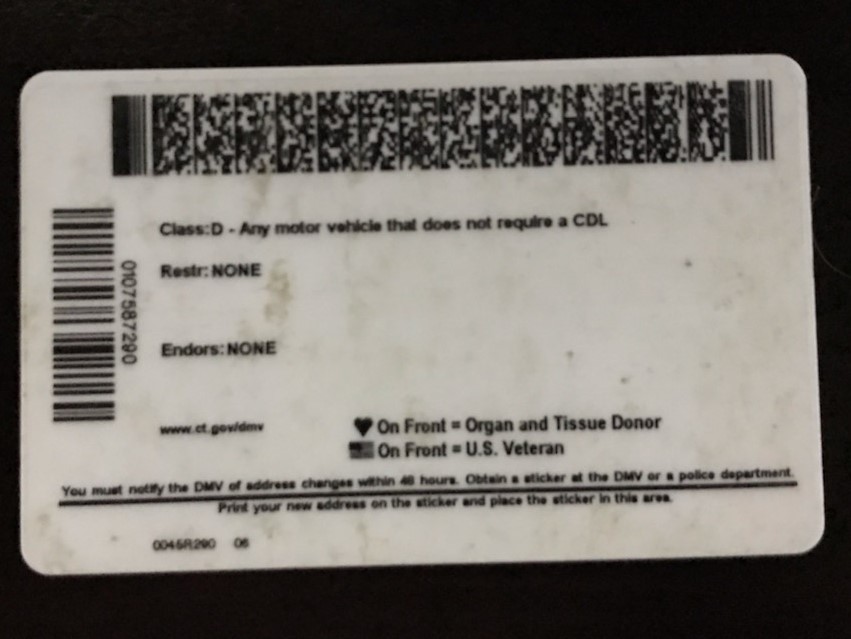 Class:D - Any motor vehicle that does not require a CDL
Restr: NONE
0107587290
Endors: NONE
www.ct.gov/dmv
On Front = Organ and Tissue Donor
On Front = U.S. Veteran
You must notify the DMV of address changes within 48 hours. Obtain a sticker at the DMV or a police department.
Print your new address on the sticker and place the sticker in this area.
0045R290 06